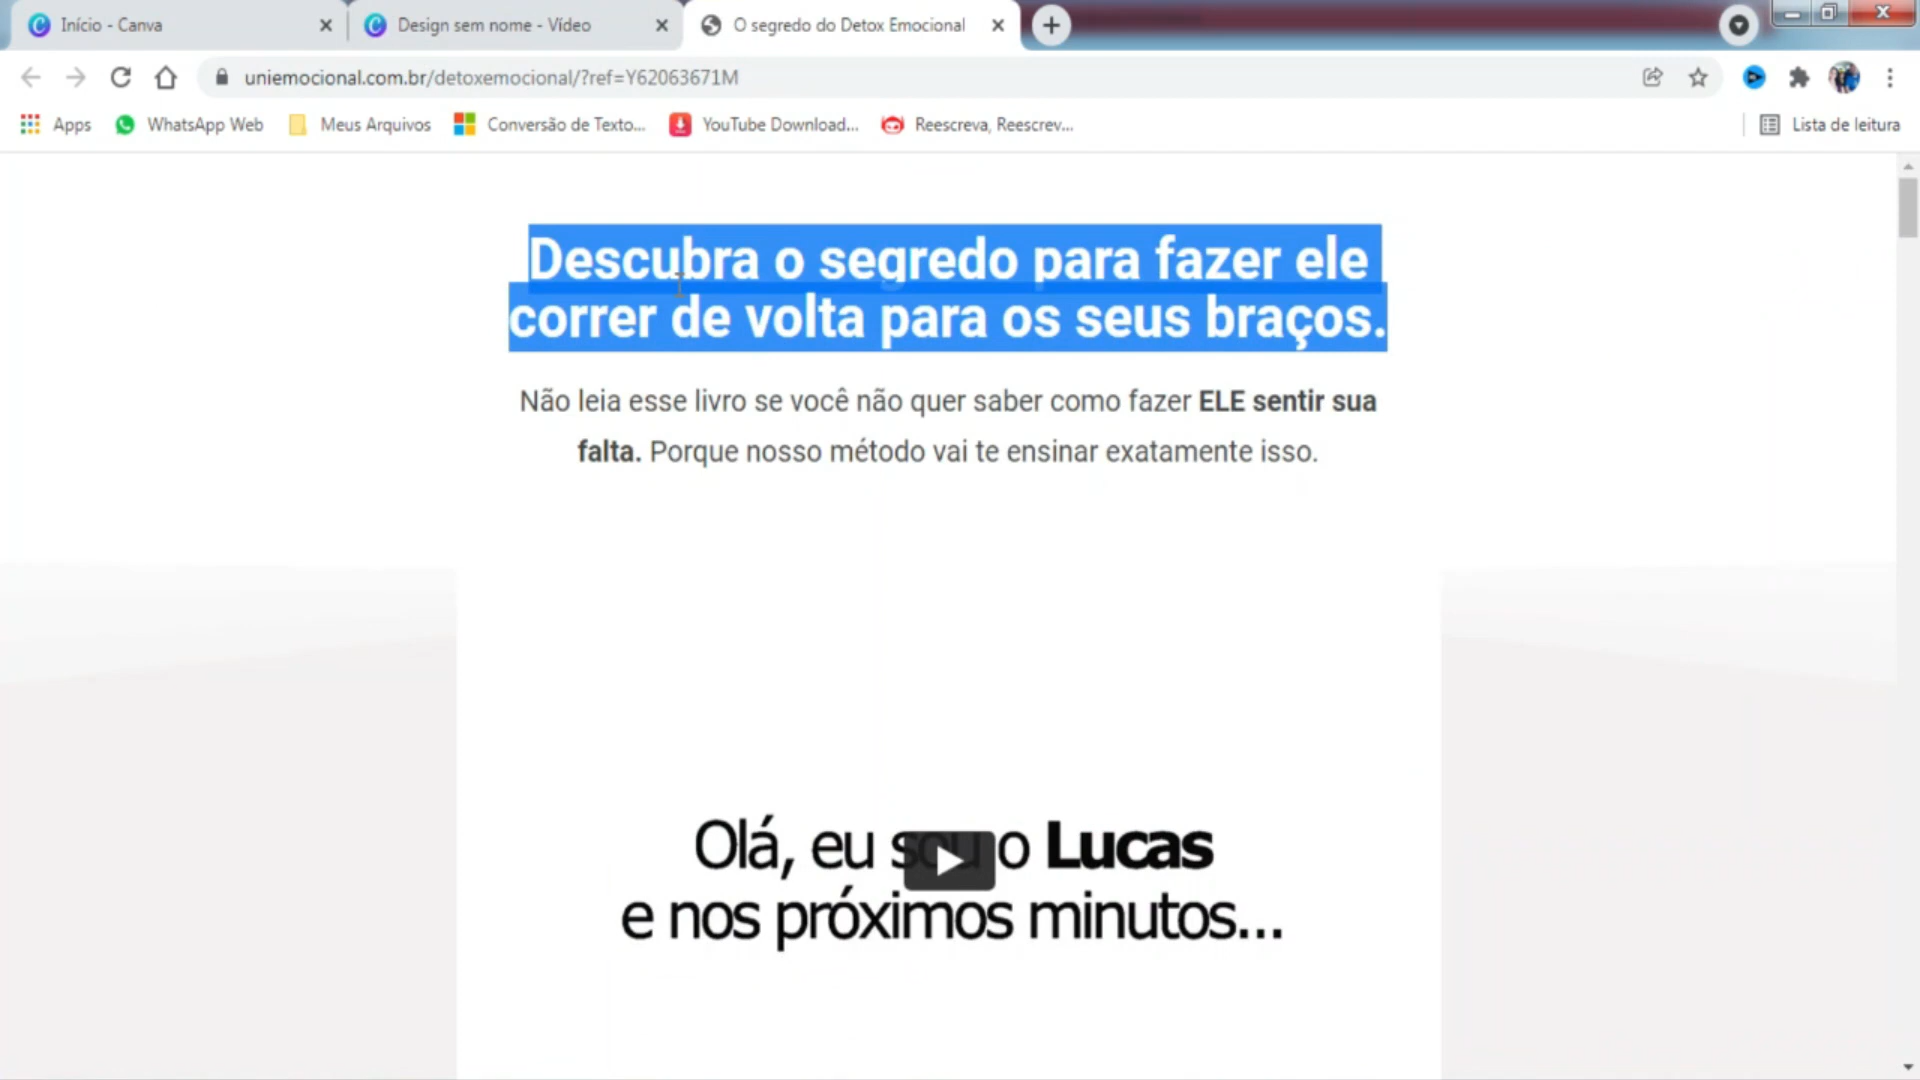 Início - Canva
Design sem nome - Vídeo
O segredo do Detox Emocional
uniemocional.com.br/detoxemocional/?ref=Y62063671M
Apps
WhatsApp Web
Meus Arquivos
Conversão de Texto...
YouTube Download...
Reescreva, Reescrev...
Lista de leitura
Descubra o segredo para fazer ele
correr de volta para os seus braços.
Não leia esse livro se você não quer saber como fazer ELE sentir sua
falta. Porque nosso método vai te ensinar exatamente isso.
Olá, eu sou o Lucas
e nos próximos minutos...